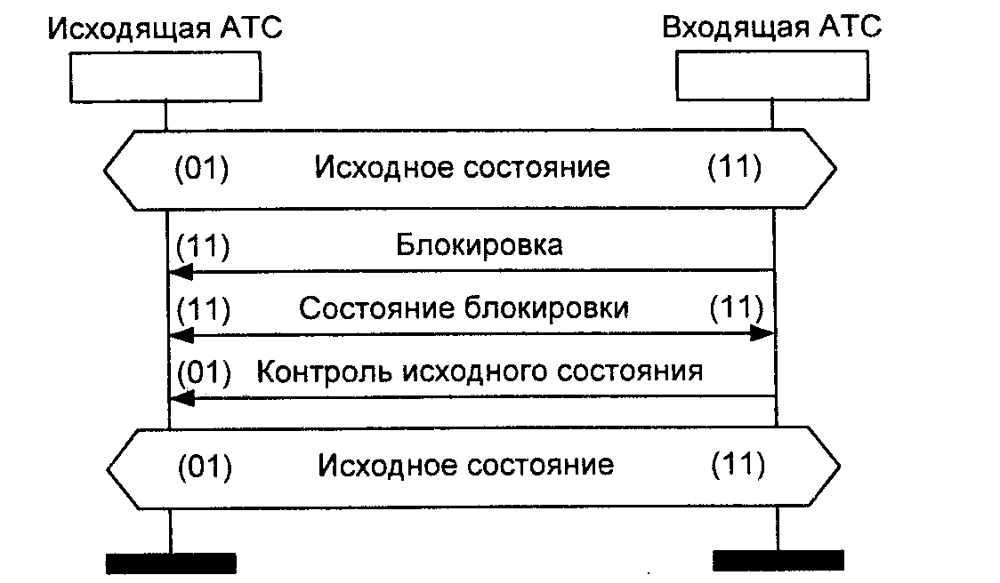 Исходящая АТС Входящая АТС
(01) Исходное состояние (11)
(11) Блокировка
(11) Состояние блокировки (11)
(01) Контроль исходного состояния
(01) Исходное состояние (11)